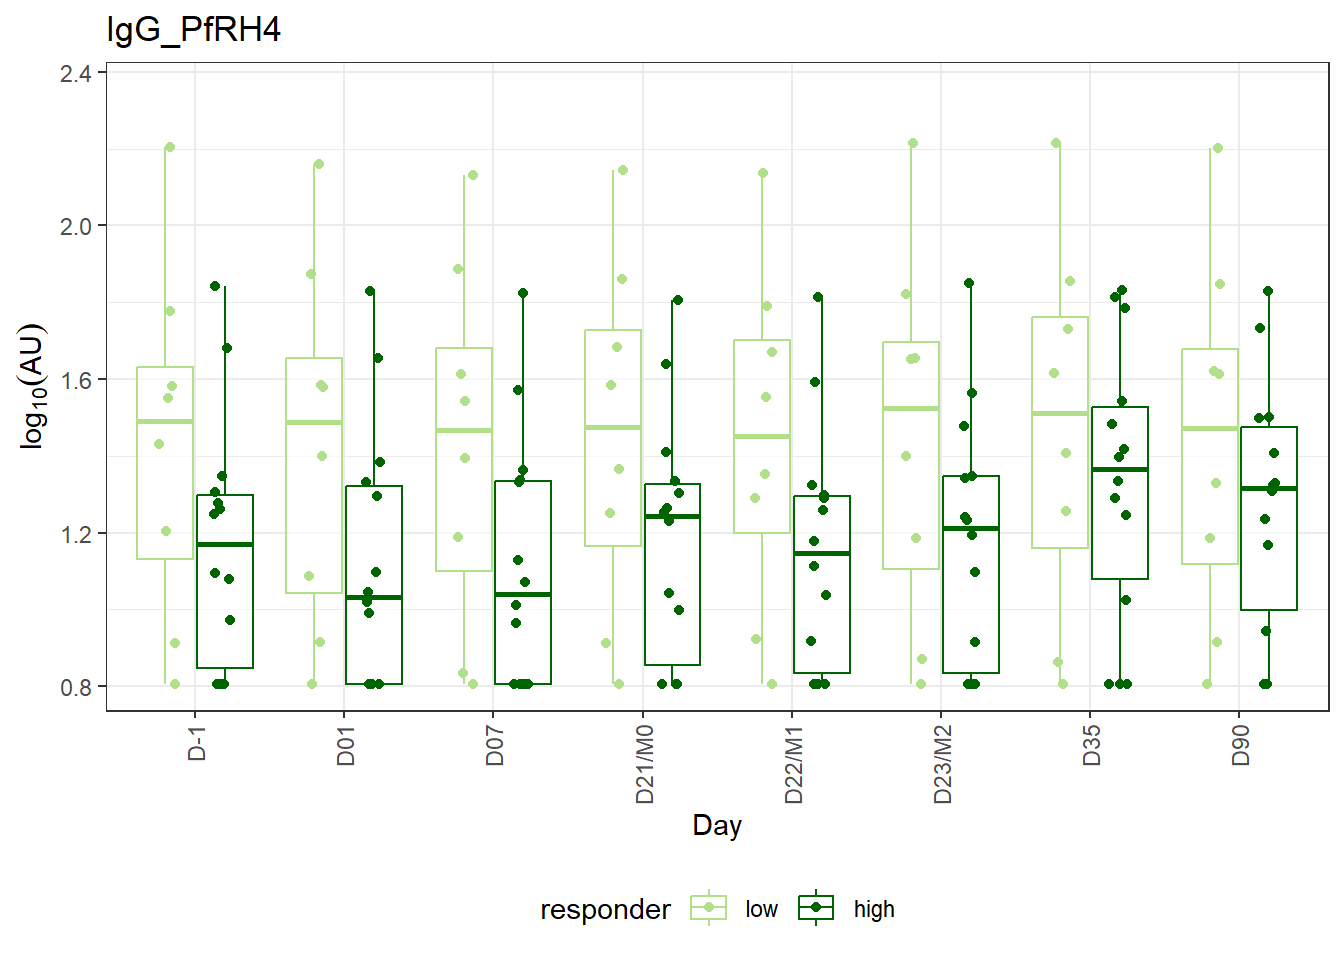 IgG_PfRH4
log10(AU)
2.4
2.0
1.6
1.2
0.8
D-1
D01
D07
D21/M0
D22/M1
D23/M2
D35
D90
Day
responder low high